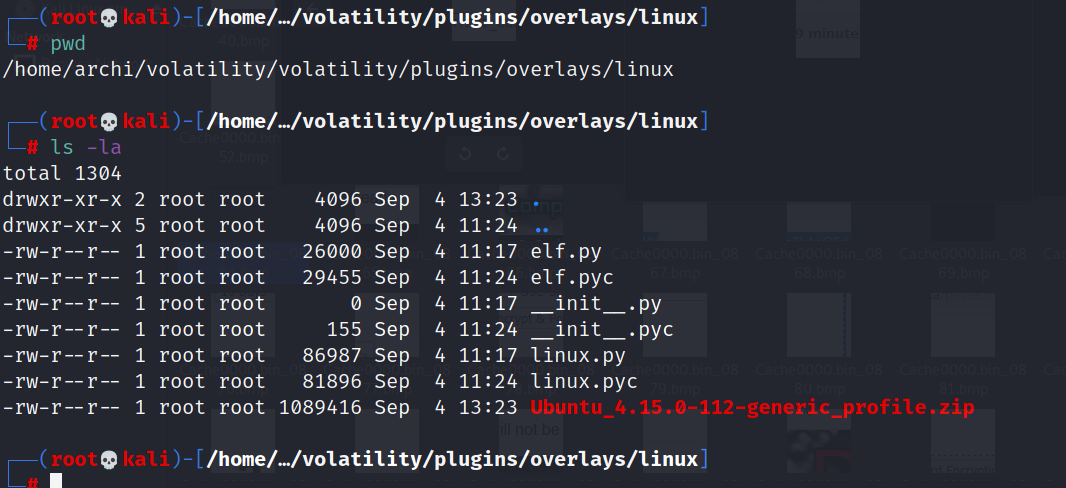 ┌──(root💀kali)-[/home/…/volatility/plugins/overlays/linux]
└─# pwd
/home/archi/volatility/volatility/plugins/overlays/linux
┌──(root💀kali)-[/home/…/volatility/plugins/overlays/linux]
└─# ls -la
total 1304
drwxr-xr-x 2 root root    4096 Sep  4 13:23 .
drwxr-xr-x 5 root root    4096 Sep  4 11:24 ..
-rw-r--r-- 1 root root   26000 Sep  4 11:17 elf.py
-rw-r--r-- 1 root root   29455 Sep  4 11:24 elf.pyc
-rw-r--r-- 1 root root       0 Sep  4 11:17 __init__.py
-rw-r--r-- 1 root root     155 Sep  4 11:24 __init__.pyc
-rw-r--r-- 1 root root   86987 Sep  4 11:17 linux.py
-rw-r--r-- 1 root root   81896 Sep  4 11:24 linux.pyc
-rw-r--r-- 1 root root 1089416 Sep  4 13:23 Ubuntu_4.15.0-112-generic_profile.zip
┌──(root💀kali)-[/home/…/volatility/plugins/overlays/linux]
└─#